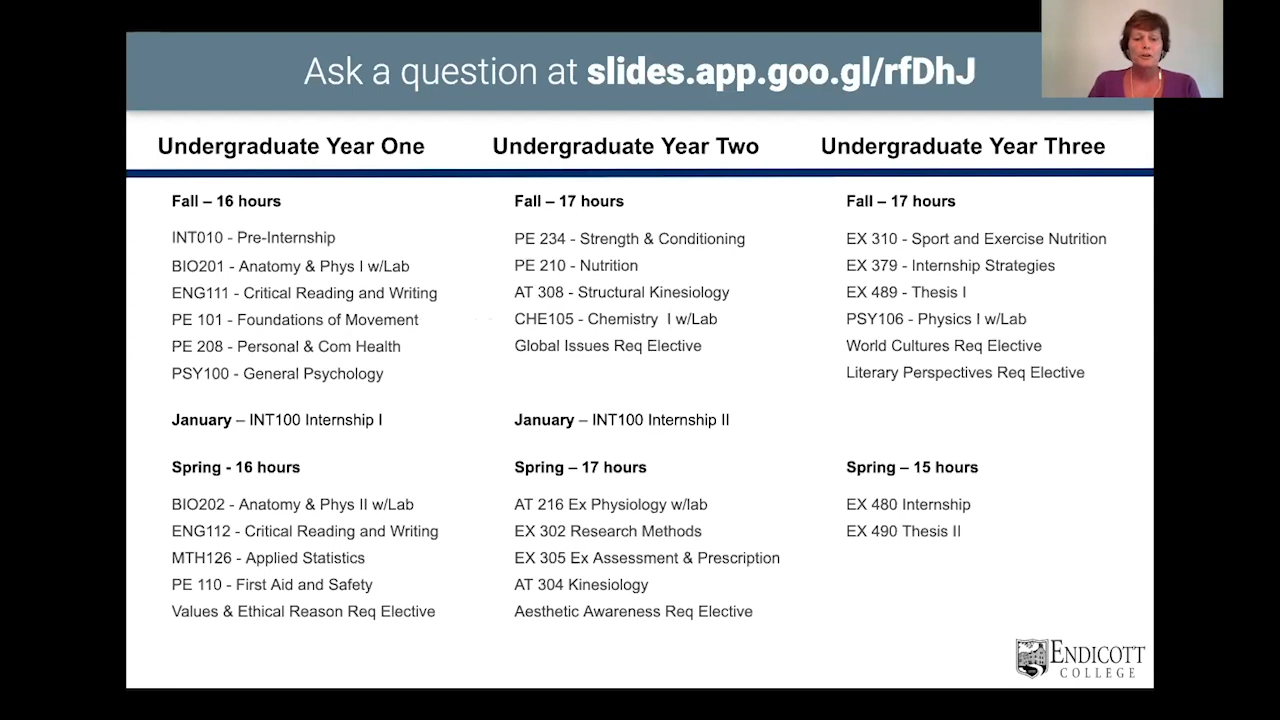 Ask a question at slides.app.goo.gl/rfDhJ
Undergraduate Year One
Undergraduate Year Two
Undergraduate Year Three
Fall – 16 hours
INT010 - Pre-Internship
BIO201 - Anatomy & Phys I w/Lab
ENG111 - Critical Reading and Writing
PE 101 - Foundations of Movement
PE 208 - Personal & Com Health
PSY100 - General Psychology
January – INT100 Internship I
Spring - 16 hours
BIO202 - Anatomy & Phys II w/Lab
ENG112 - Critical Reading and Writing
MTH126 - Applied Statistics
PE 110 - First Aid and Safety
Values & Ethical Reason Req Elective
Fall – 17 hours
PE 234 - Strength & Conditioning
PE 210 - Nutrition
AT 308 - Structural Kinesiology
CHE105 - Chemistry I w/Lab
Global Issues Req Elective
January – INT100 Internship II
Spring – 17 hours
AT 216 Ex Physiology w/lab
EX 302 Research Methods
EX 305 Ex Assessment & Prescription
AT 304 Kinesiology
Aesthetic Awareness Req Elective
Fall – 17 hours
EX 310 - Sport and Exercise Nutrition
EX 379 - Internship Strategies
EX 489 - Thesis I
PSY106 - Physics I w/Lab
World Cultures Req Elective
Literary Perspectives Req Elective
Spring – 15 hours
EX 480 Internship
EX 490 Thesis II
ENDICOTT
COLLEGE